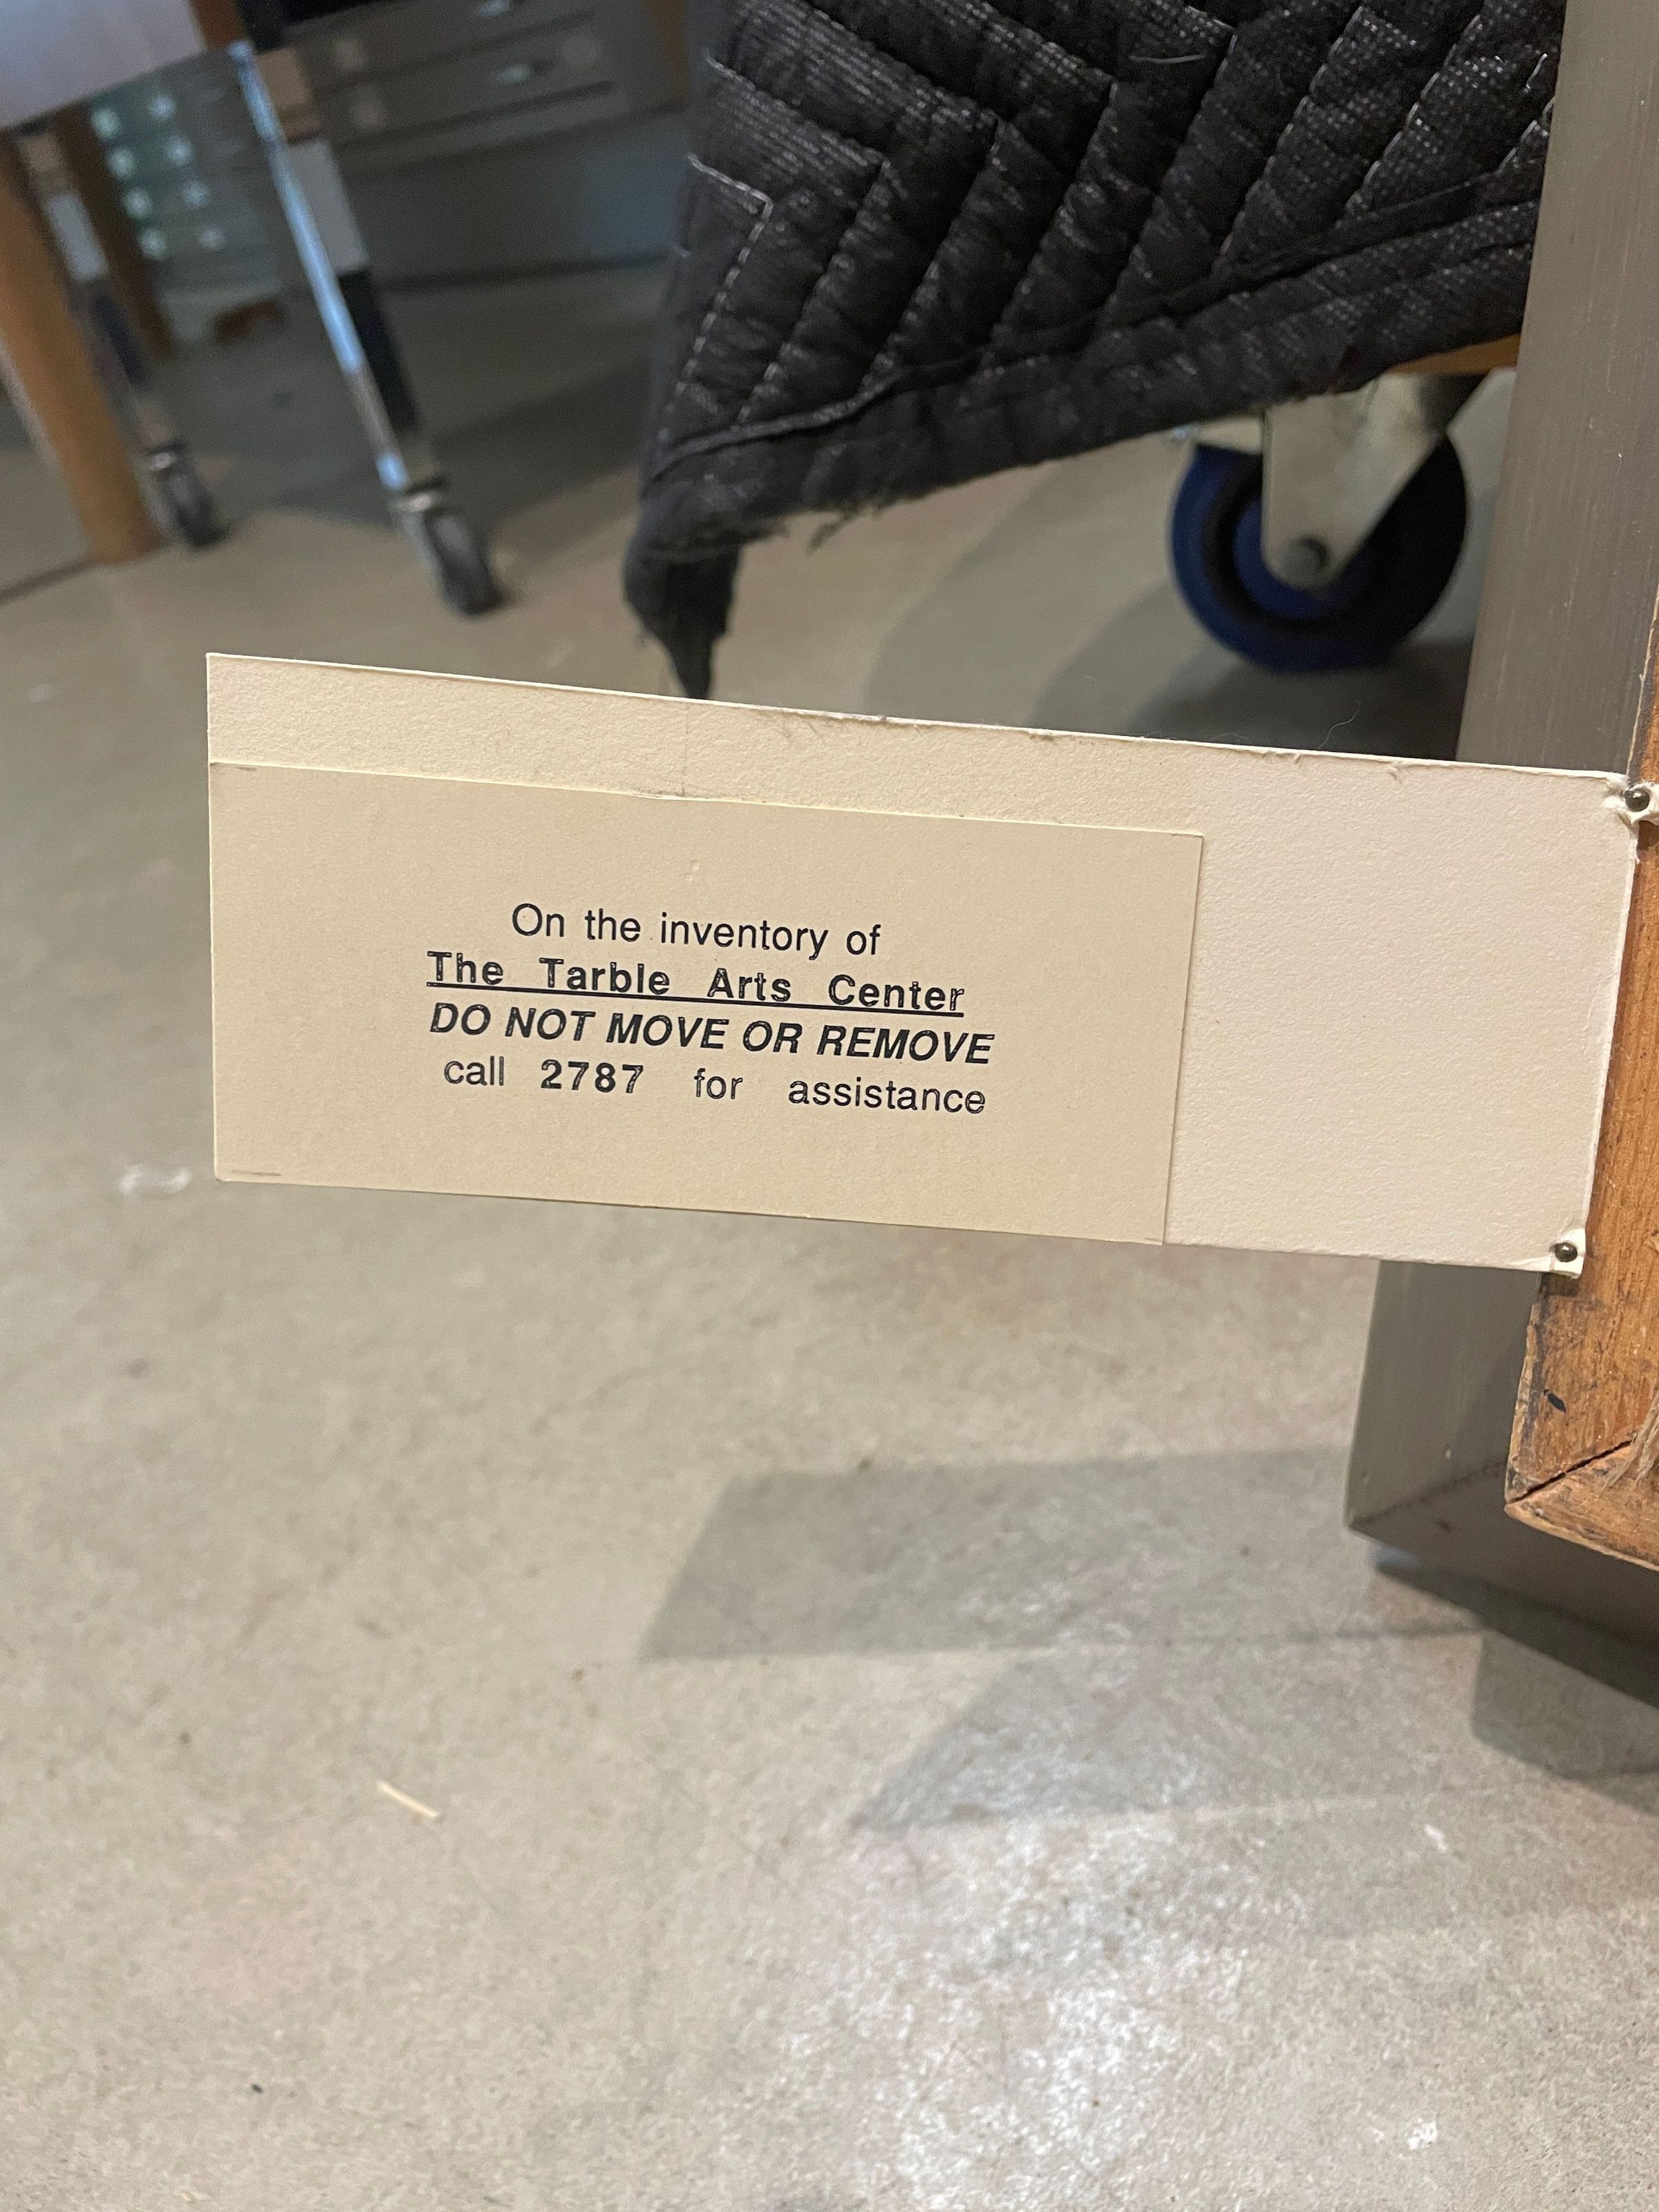 On the inventory of
The Tarble Arts Center
DO NOT MOVE OR REMOVE
call 2787 for assistance